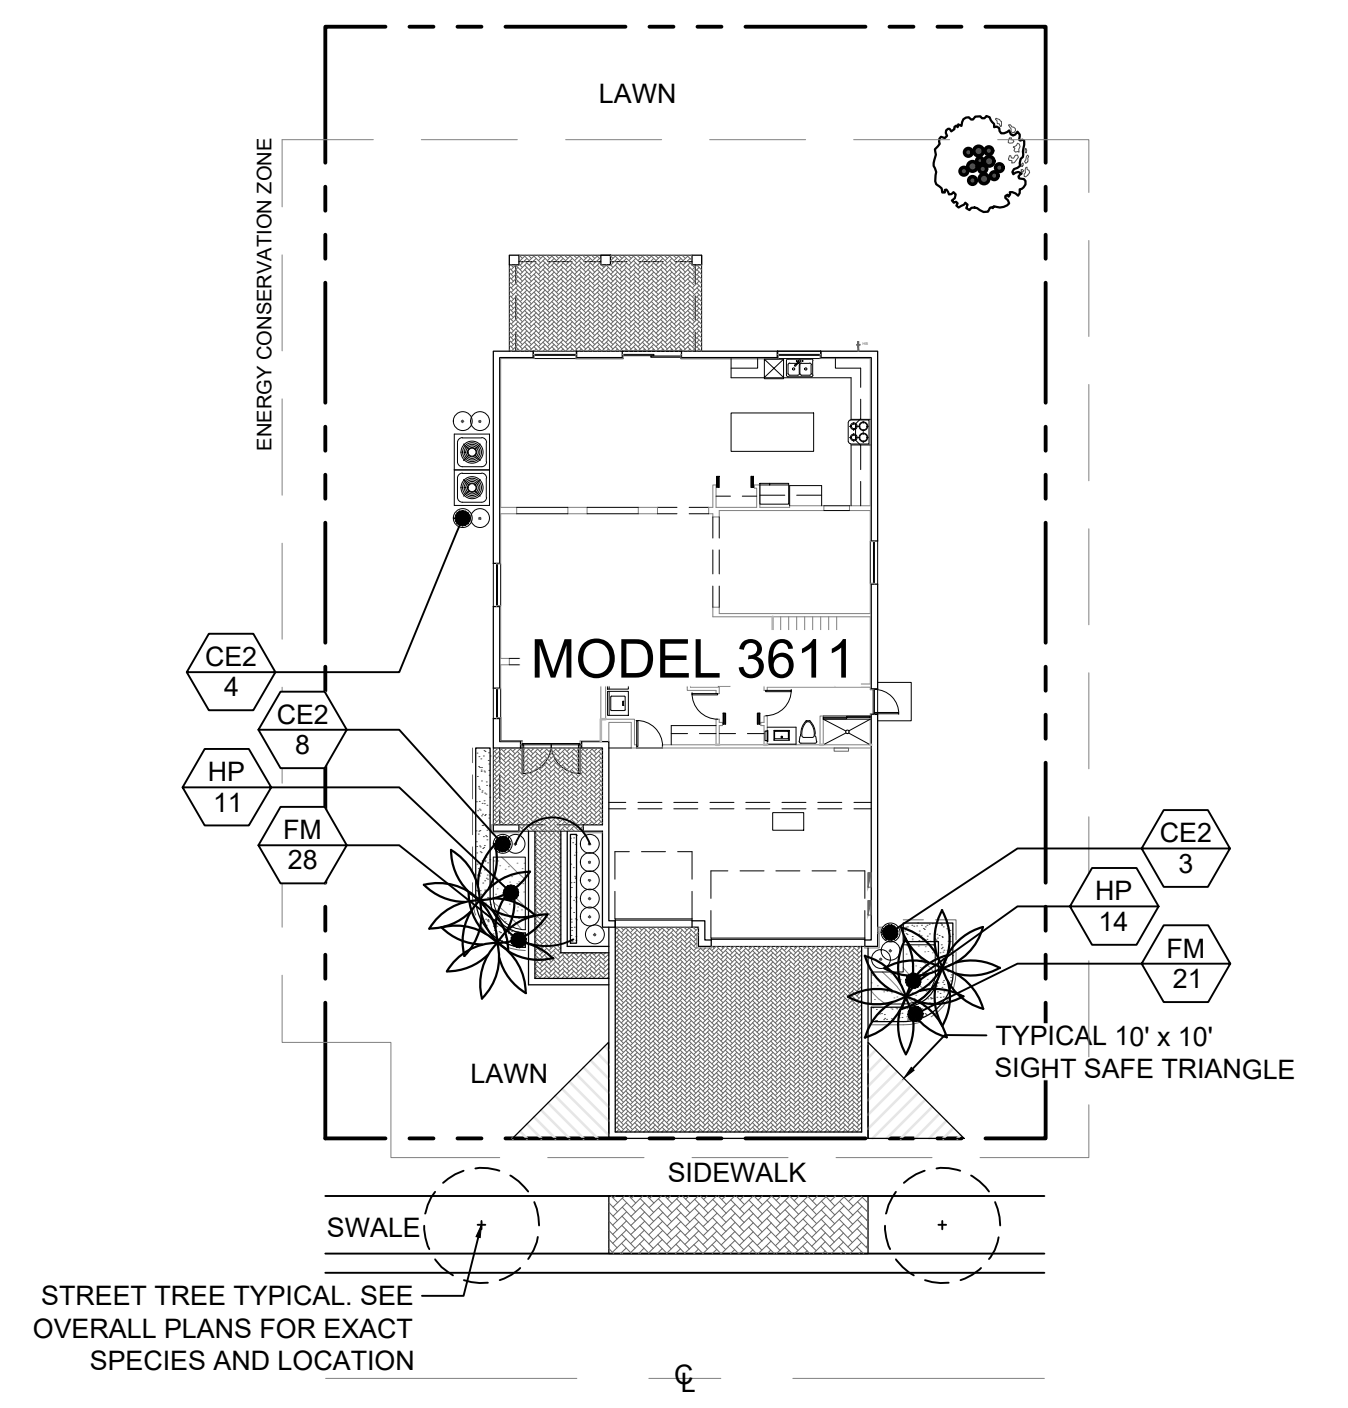 LAWN
ENERGY CONSERVATION ZONE
MODEL 3611
CE2
4
CE2
8
HP
11
FM
28
CE2
3
HP
14
FM
21
TYPICAL 10' x 10'
SIGHT SAFE TRIANGLE
LAWN
SIDEWALK
SWALE
STREET TREE TYPICAL. SEE
OVERALL PLANS FOR EXACT
SPECIES AND LOCATION
℄